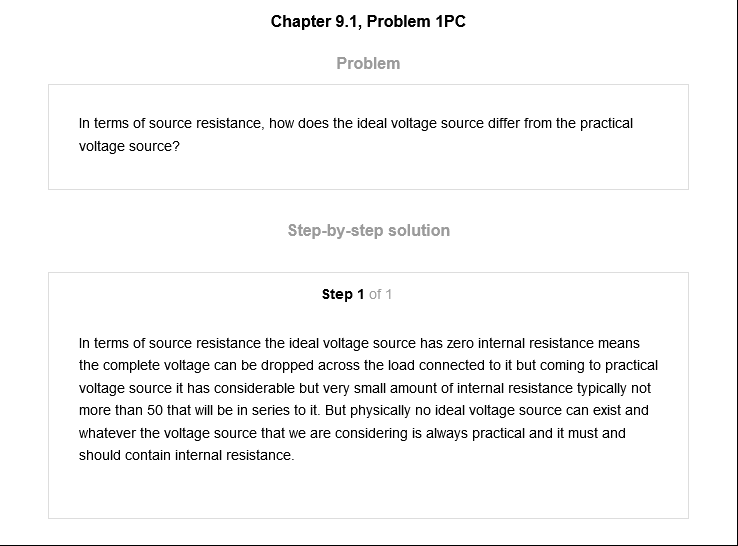 Chapter 9.1, Problem 1PC
Problem
In terms of source resistance, how does the ideal voltage source differ from the practical
voltage source?
Step-by-step solution
Step 1 of 1
In terms of source resistance the ideal voltage source has zero internal resistance means
the complete voltage can be dropped across the load connected to it but coming to practical
voltage source it has considerable but very small amount of internal resistance typically not
more than 50 that will be in series to it. But physically no ideal voltage source can exist and
whatever the voltage source that we are considering is always practical and it must and
should contain internal resistance.